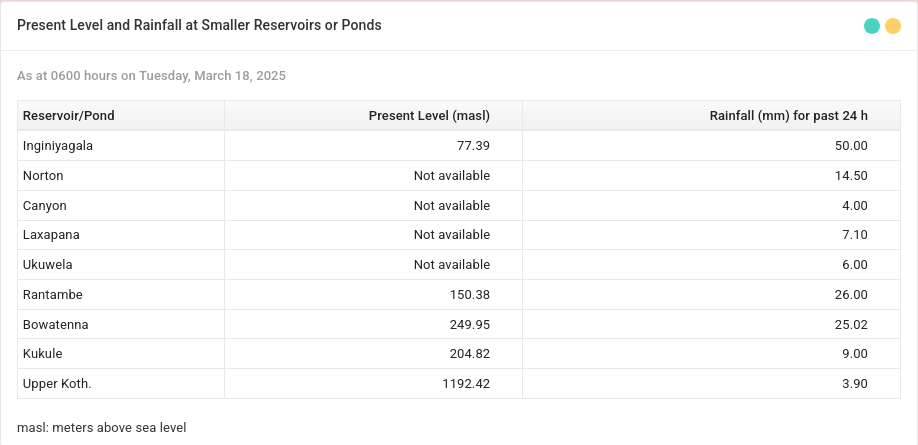 Present Level and Rainfall at Smaller Reservoirs or Ponds
As at 0600 hours on Tuesday, March 18, 2025
Reservoir/Pond Present Level (masl) Rainfall (mm) for past 24 h
Inginiyagala 77.39 50.00
Norton Not available 14.50
Canyon Not available 4.00
Laxapana Not available 7.10
Ukuwela Not available 6.00
Rantambe 150.38 26.00
Bowatenna 249.95 25.02
Kukule 204.82 9.00
Upper Koth. 1192.42 3.90
masl: meters above sea level